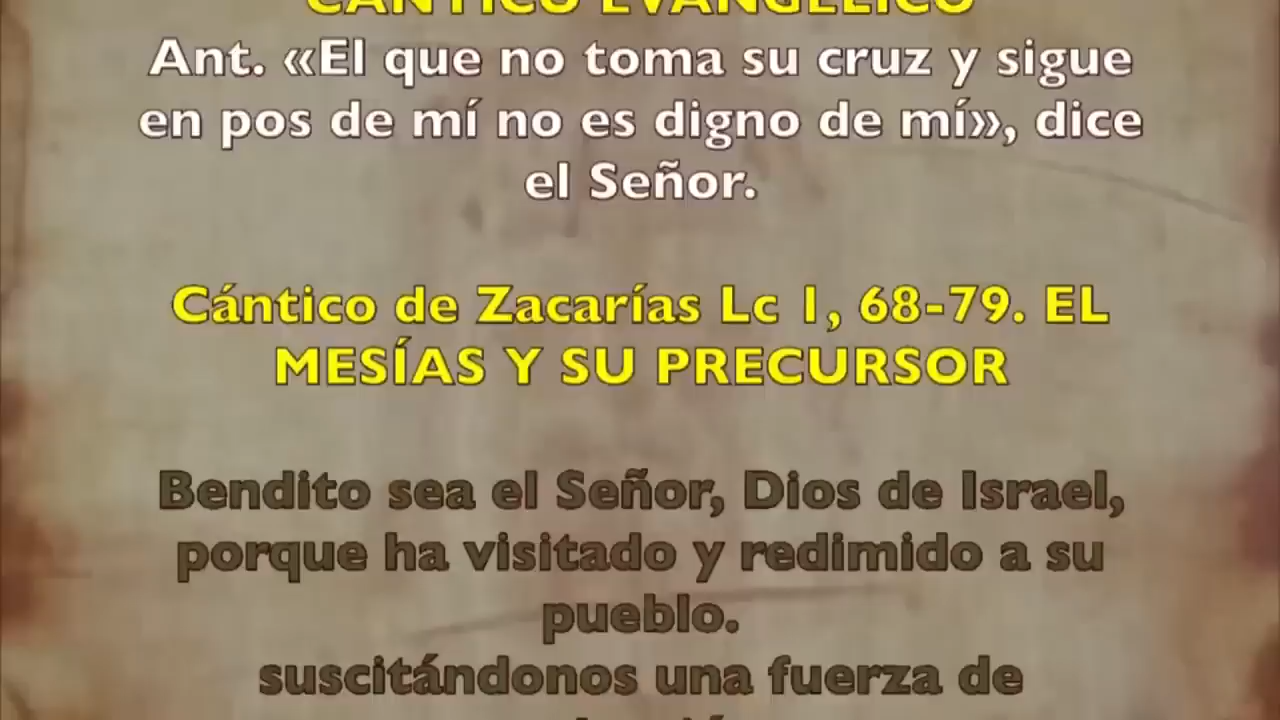 CÁNTICO EVANGÉLICO
Ant. «El que no toma su cruz y sigue
en pos de mí no es digno de mí», dice
el Señor.
Cántico de Zacarías Lc 1, 68-79. EL
MESÍAS Y SU PRECURSOR
Bendito sea el Señor, Dios de Israel,
porque ha visitado y redimido a su
pueblo.
suscitándonos una fuerza de